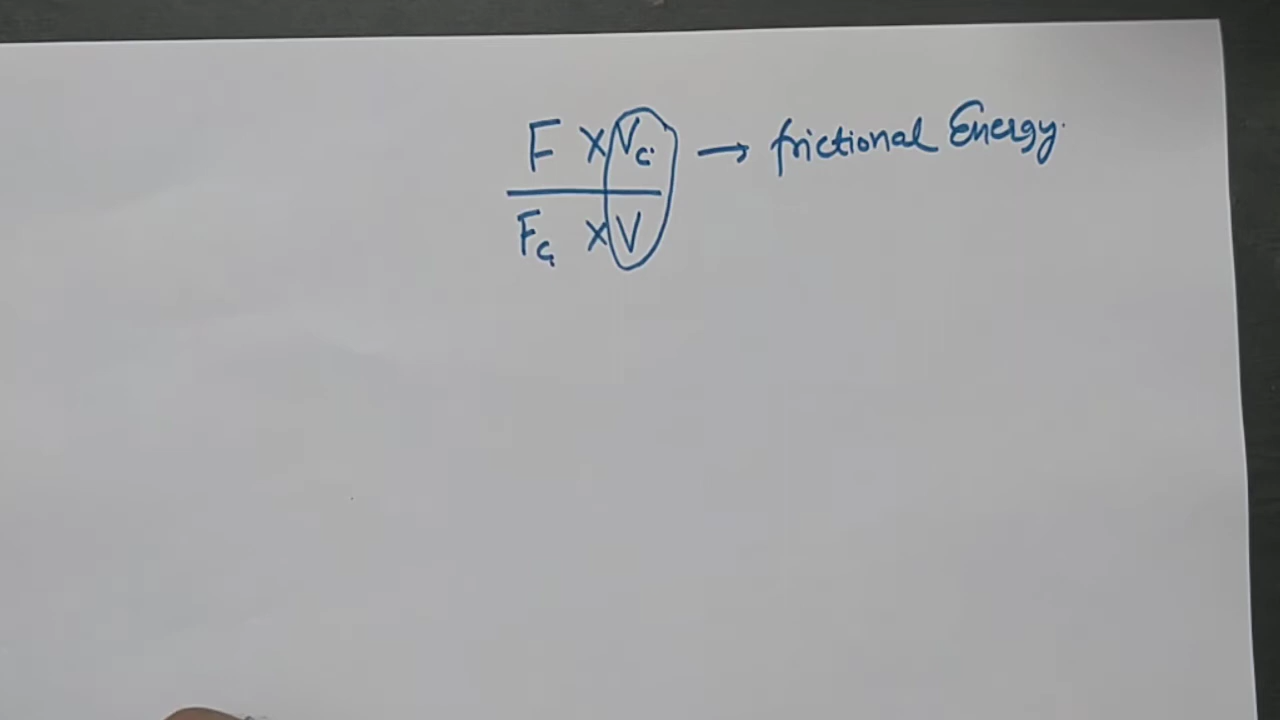 F × Vc → frictional Energy.
Fc × V